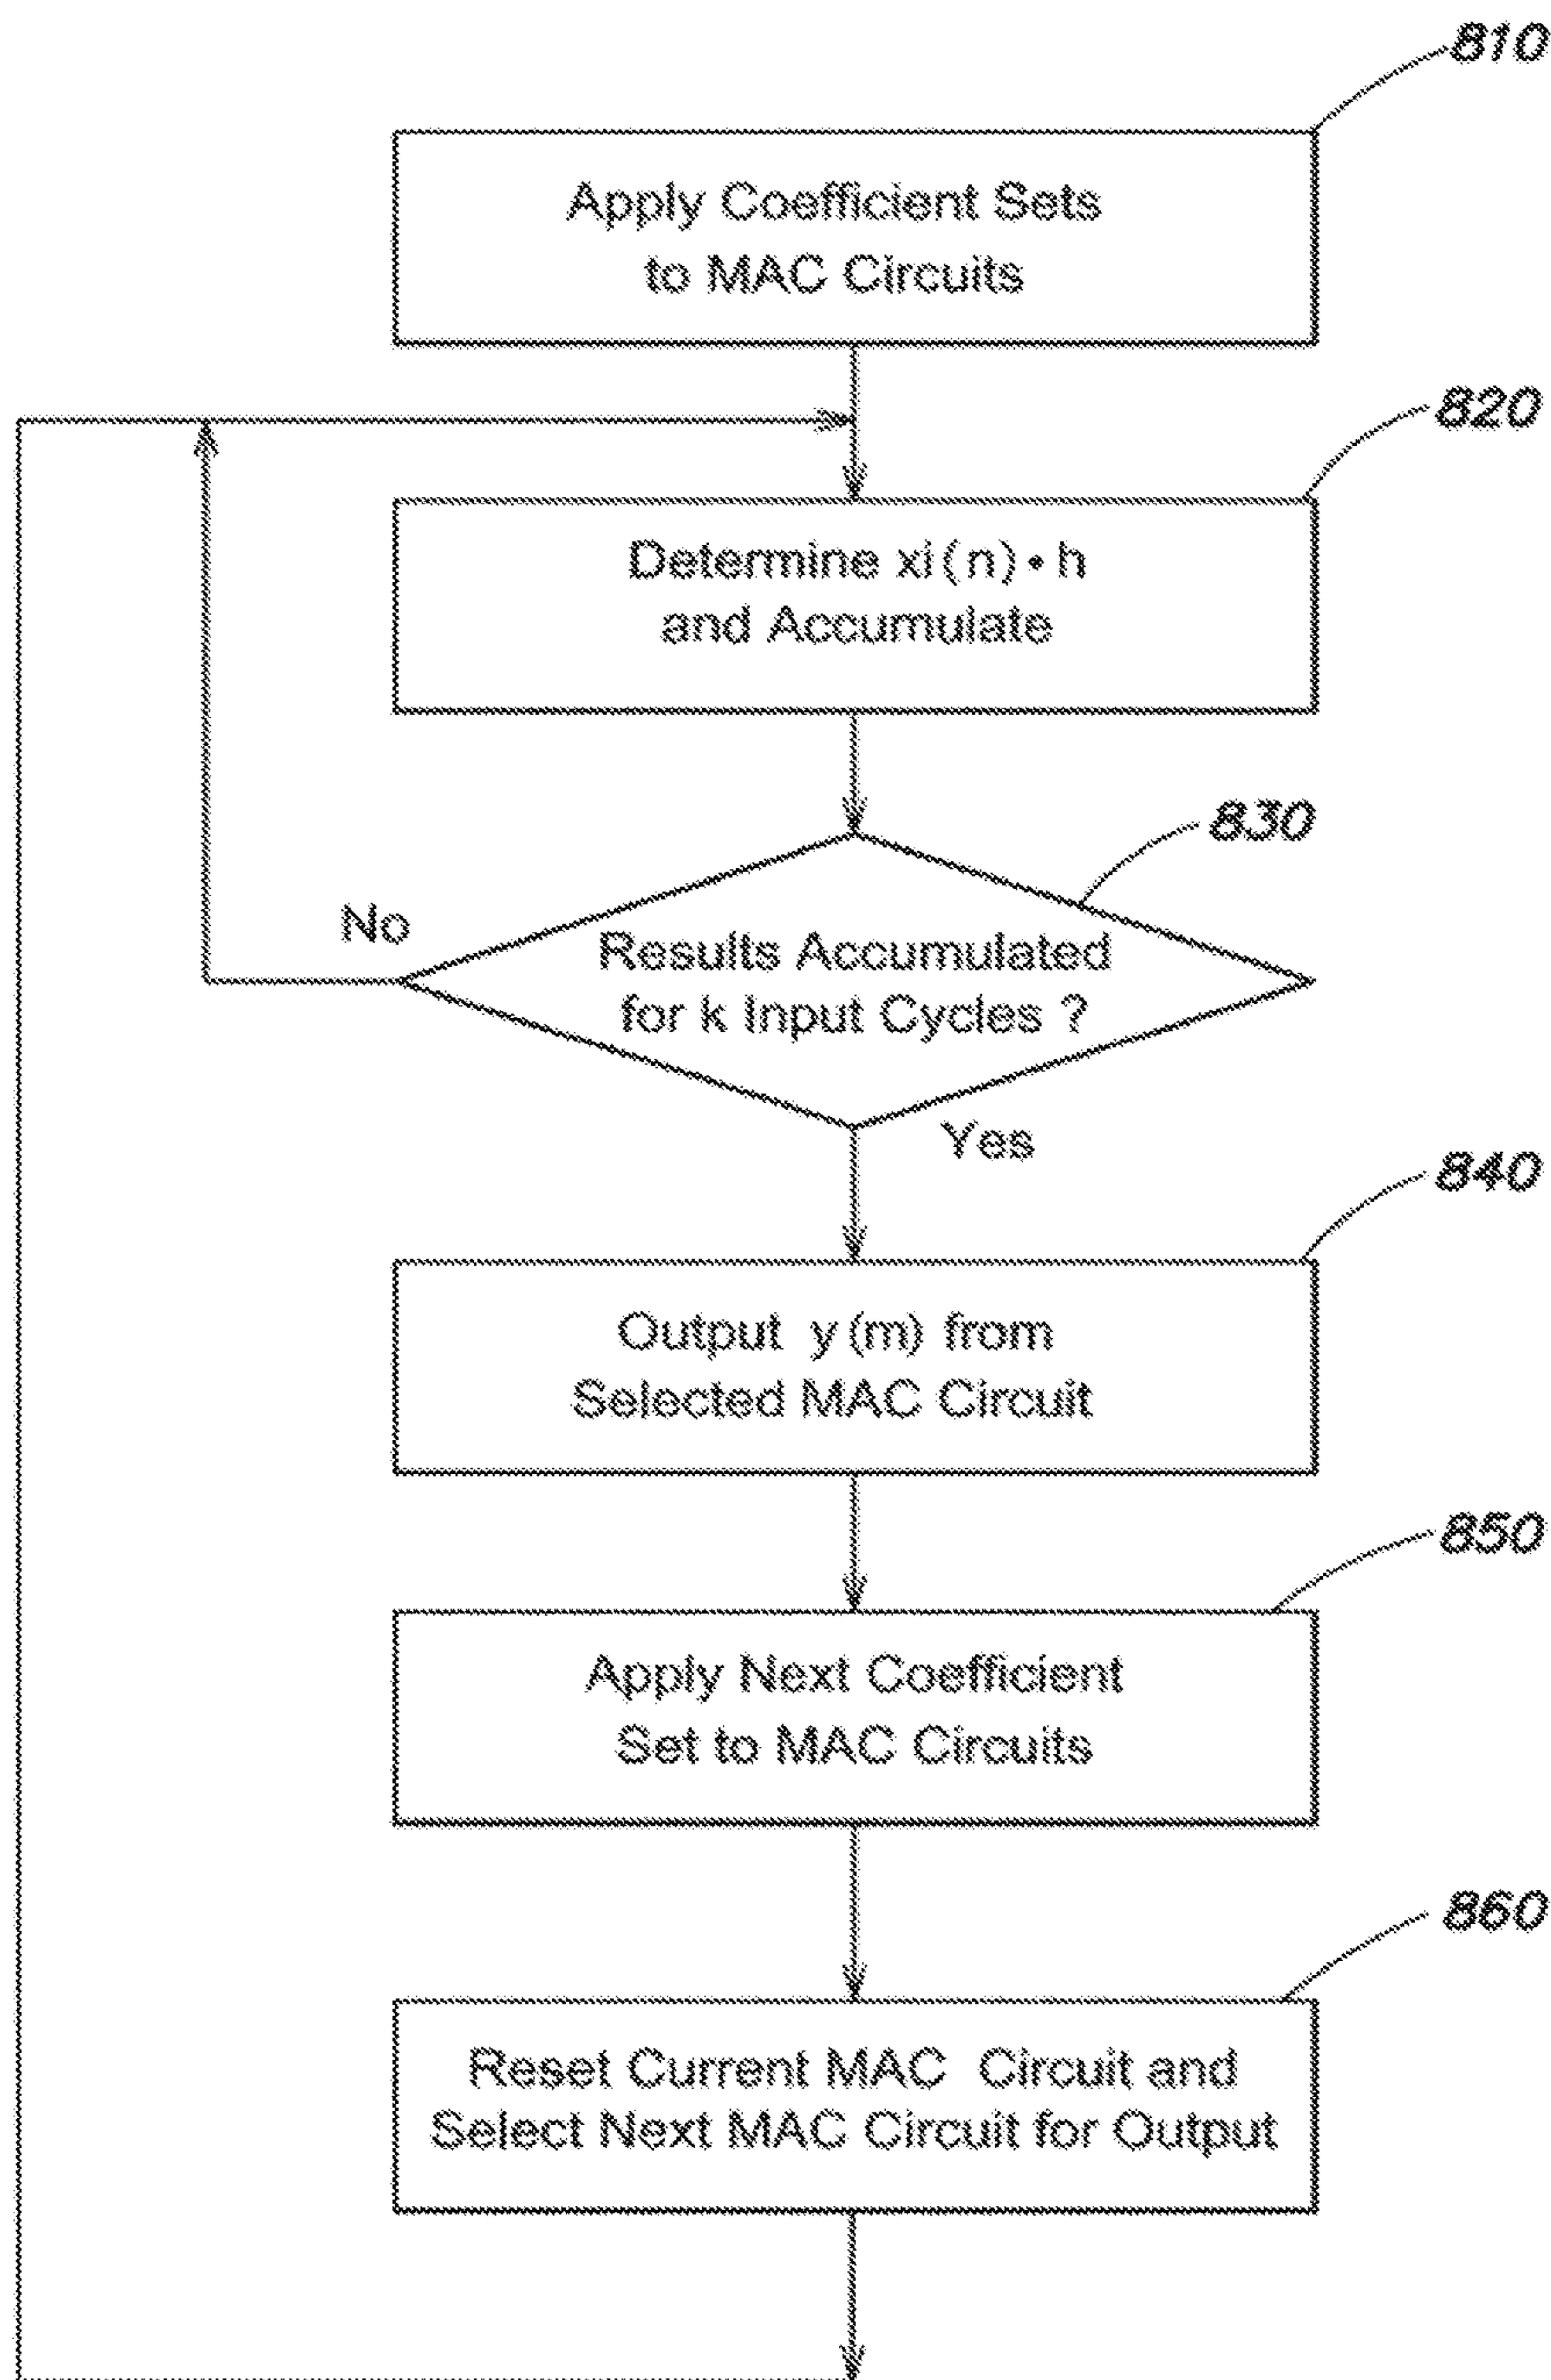 810
Apply Coefficient Sets
to MAC Circuits
820
Determine xi(n)•h
and Accumulate
830
No
Results Accumulated
for k Input Cycles ?
Yes
840
Output y(m) from
Selected MAC Circuit
850
Apply Next Coefficient
Set to MAC Circuits
860
Reset Current MAC Circuit and
Select Next MAC Circuit for Output